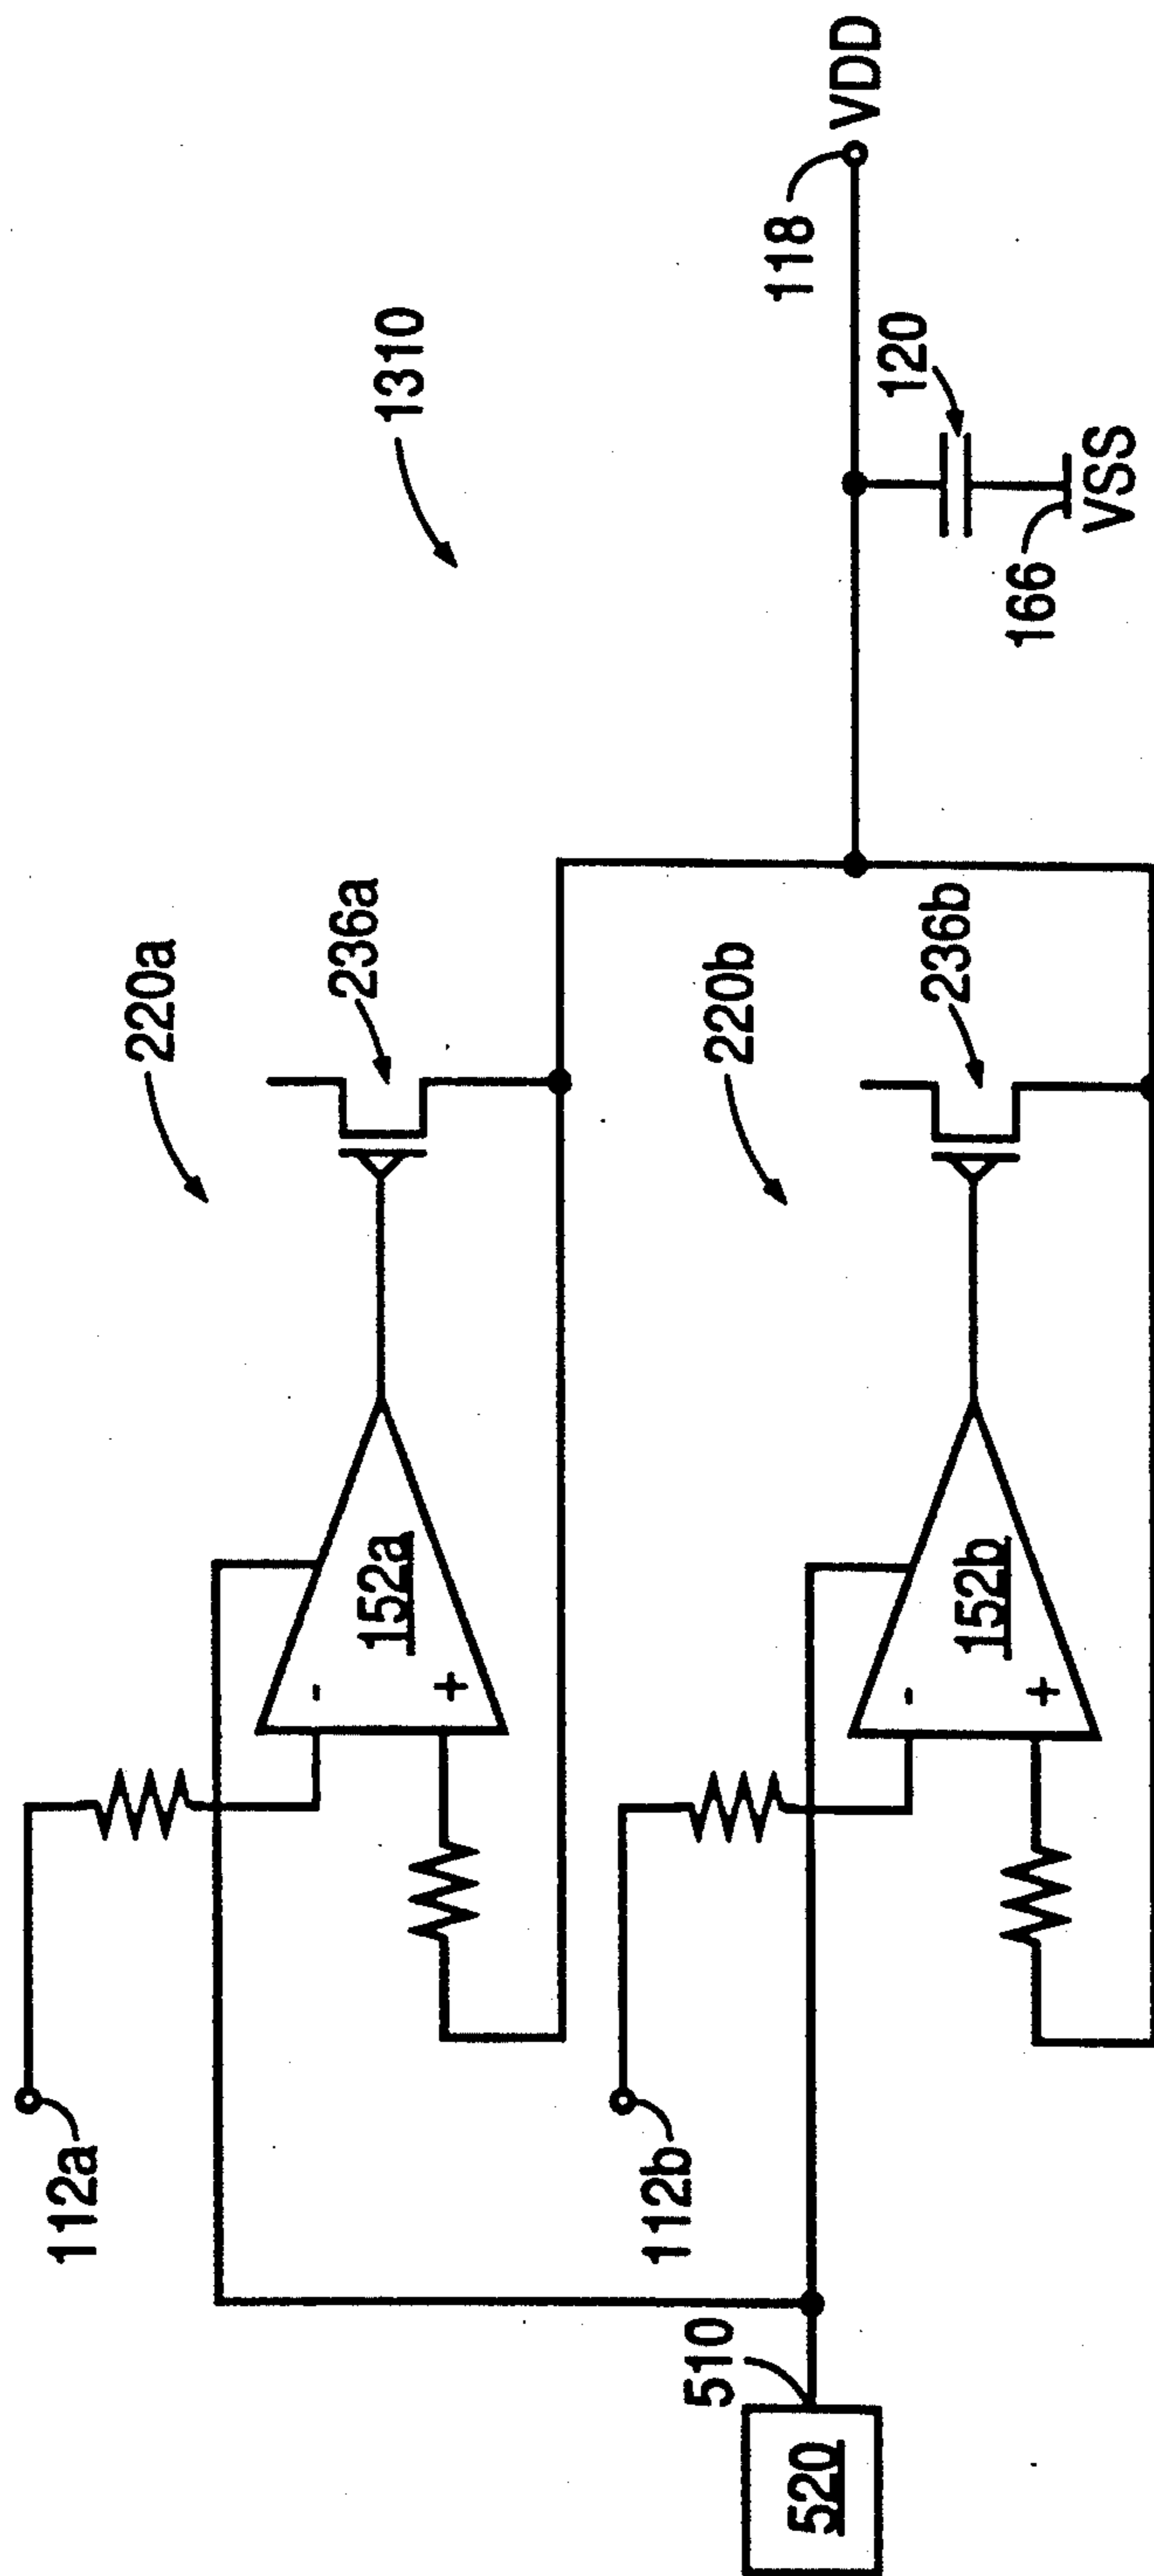 1310
220a
112a
152a
-
+
236a
118
VDD
120
166
VSS
220b
112b
152b
-
+
236b
510
520